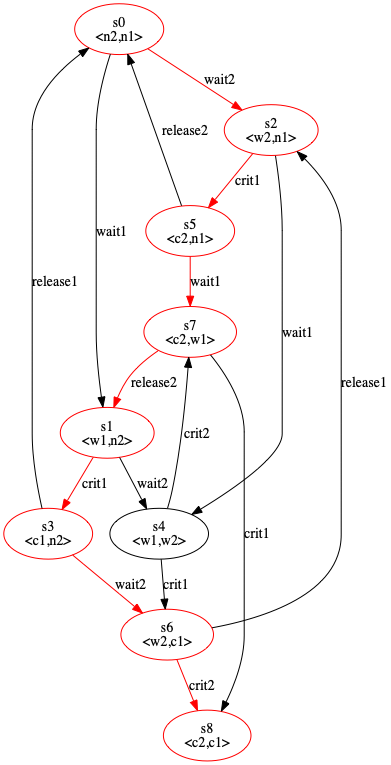 s0
<n2,n1>
wait2
s2
<w2,n1>
release2
crit1
s5
<c2,n1>
wait1
release1
wait1
s7
<c2,w1>
wait1
release2
release1
s1
<w1,n2>
crit2
crit1
wait2
s3
<c1,n2>
s4
<w1,w2>
crit1
wait2
crit1
s6
<w2,c1>
crit2
s8
<c2,c1>